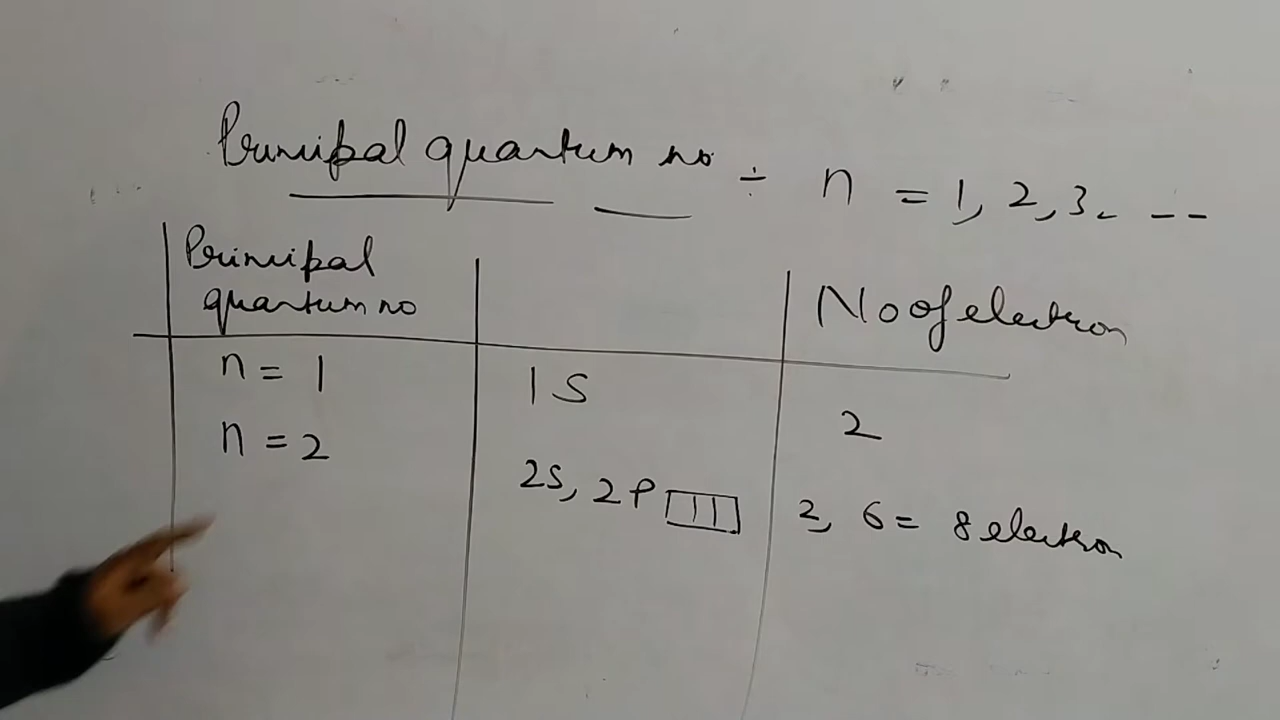 Principal quantum no ÷ n = 1, 2, 3, - -
Principal
quantum no
No of electron
n = 1
1S
2
n = 2
2S, 2P
2, 6 = 8 electron